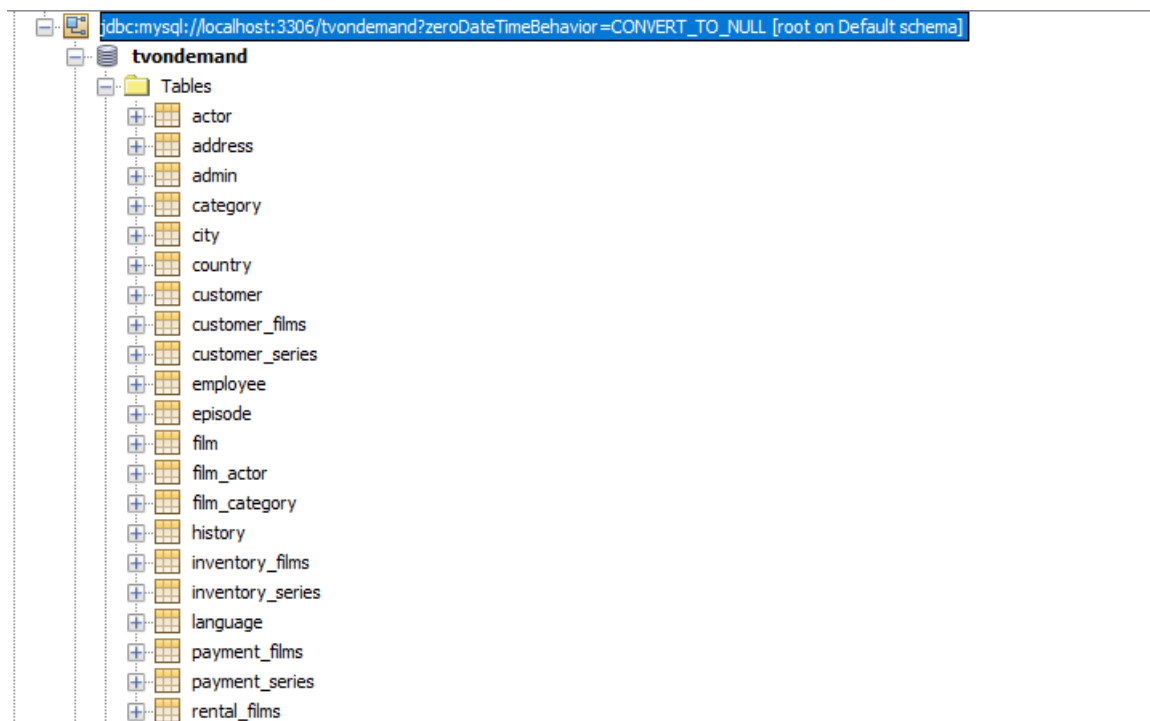 jdbc:mysql://localhost:3306/tvondemand?zeroDateTimeBehavior=CONVERT_TO_NULL [root on Default schema]
tvondemand
Tables
actor
address
admin
category
city
country
customer
customer_films
customer_series
employee
episode
film
film_actor
film_category
history
inventory_films
inventory_series
language
payment_films
payment_series
rental_films